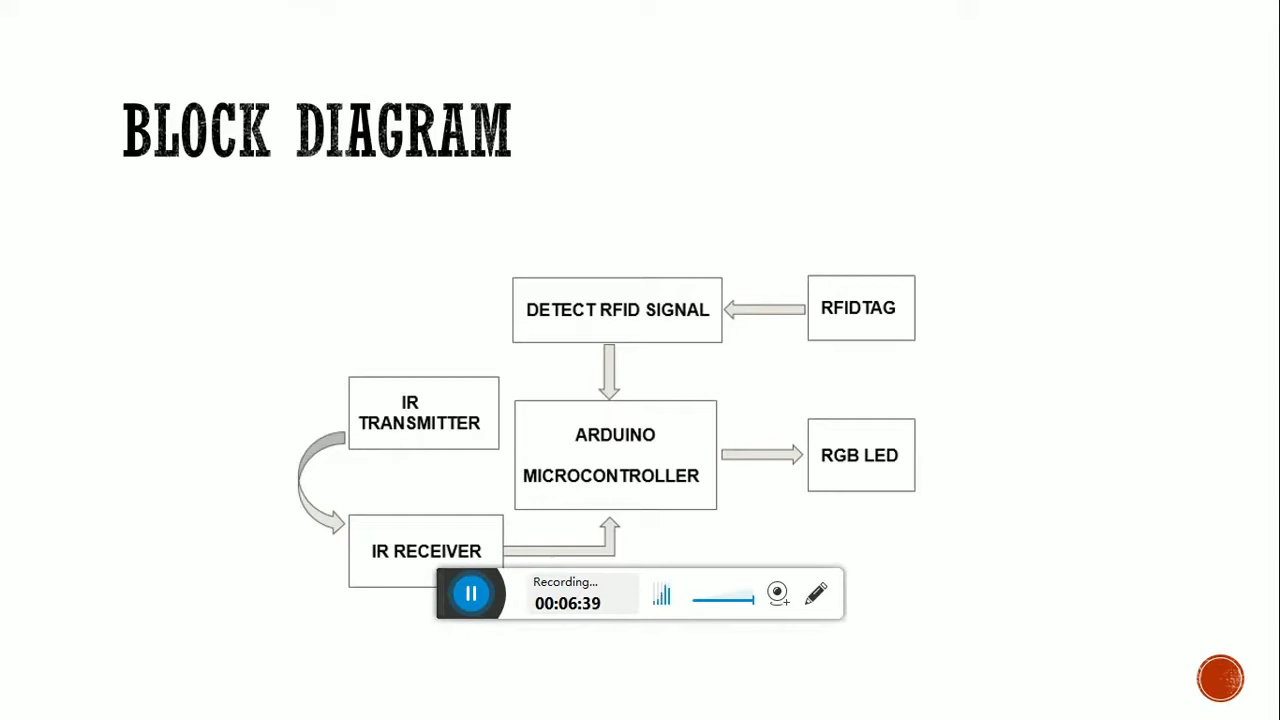 BLOCK DIAGRAM
DETECT RFID SIGNAL
RFIDTAG
IR
TRANSMITTER
ARDUINO
MICROCONTROLLER
RGB LED
IR RECEIVER
Recording...
00:06:39